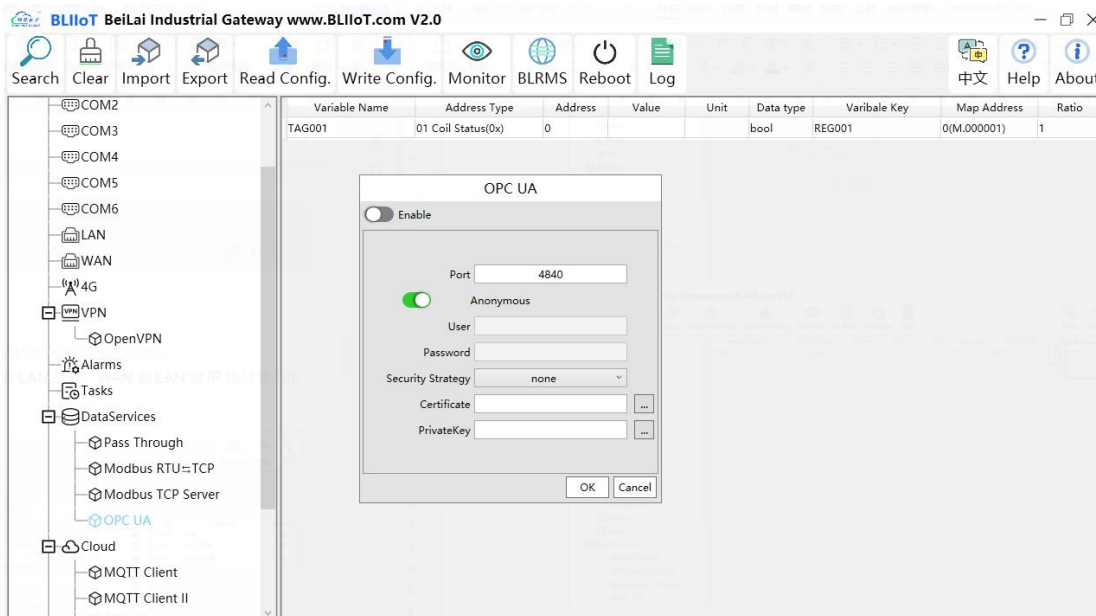 BLIIoT BeiLai Industrial Gateway www.BLIIoT.com V2.0
Search Clear Import Export Read Config. Write Config. Monitor BLRMS Reboot Log 中文 Help About
COM2
COM3
COM4
COM5
COM6
LAN
WAN
4G
VPN VPN
OpenVPN
Alarms
Tasks
DataServices
Pass Through
Modbus RTU⇆TCP
Modbus TCP Server
OPC UA
Cloud
MQTT Client
MQTT Client II
Variable Name Address Type Address Value Unit Data type Varibale Key Map Address Ratio
TAG001 01 Coil Status(0x) 0 bool REG001 0(M.000001) 1
OPC UA
Enable
Port 4840
Anonymous
User
Password
Security Strategy none
Certificate ...
PrivateKey ...
OK Cancel